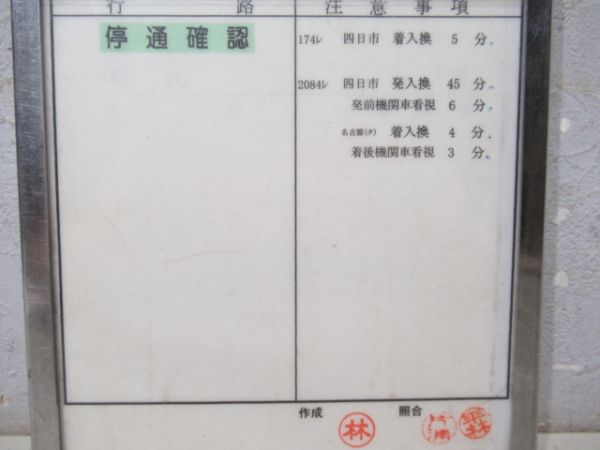 行路 注意事項
停通確認
174レ 四日市 着入換 5 分.
2084レ 四日市 発入換 45 分.
発前機関車看視 6 分.
名古屋(タ) 着入換 4 分.
着後機関車看視 3 分.
作成 林 照合